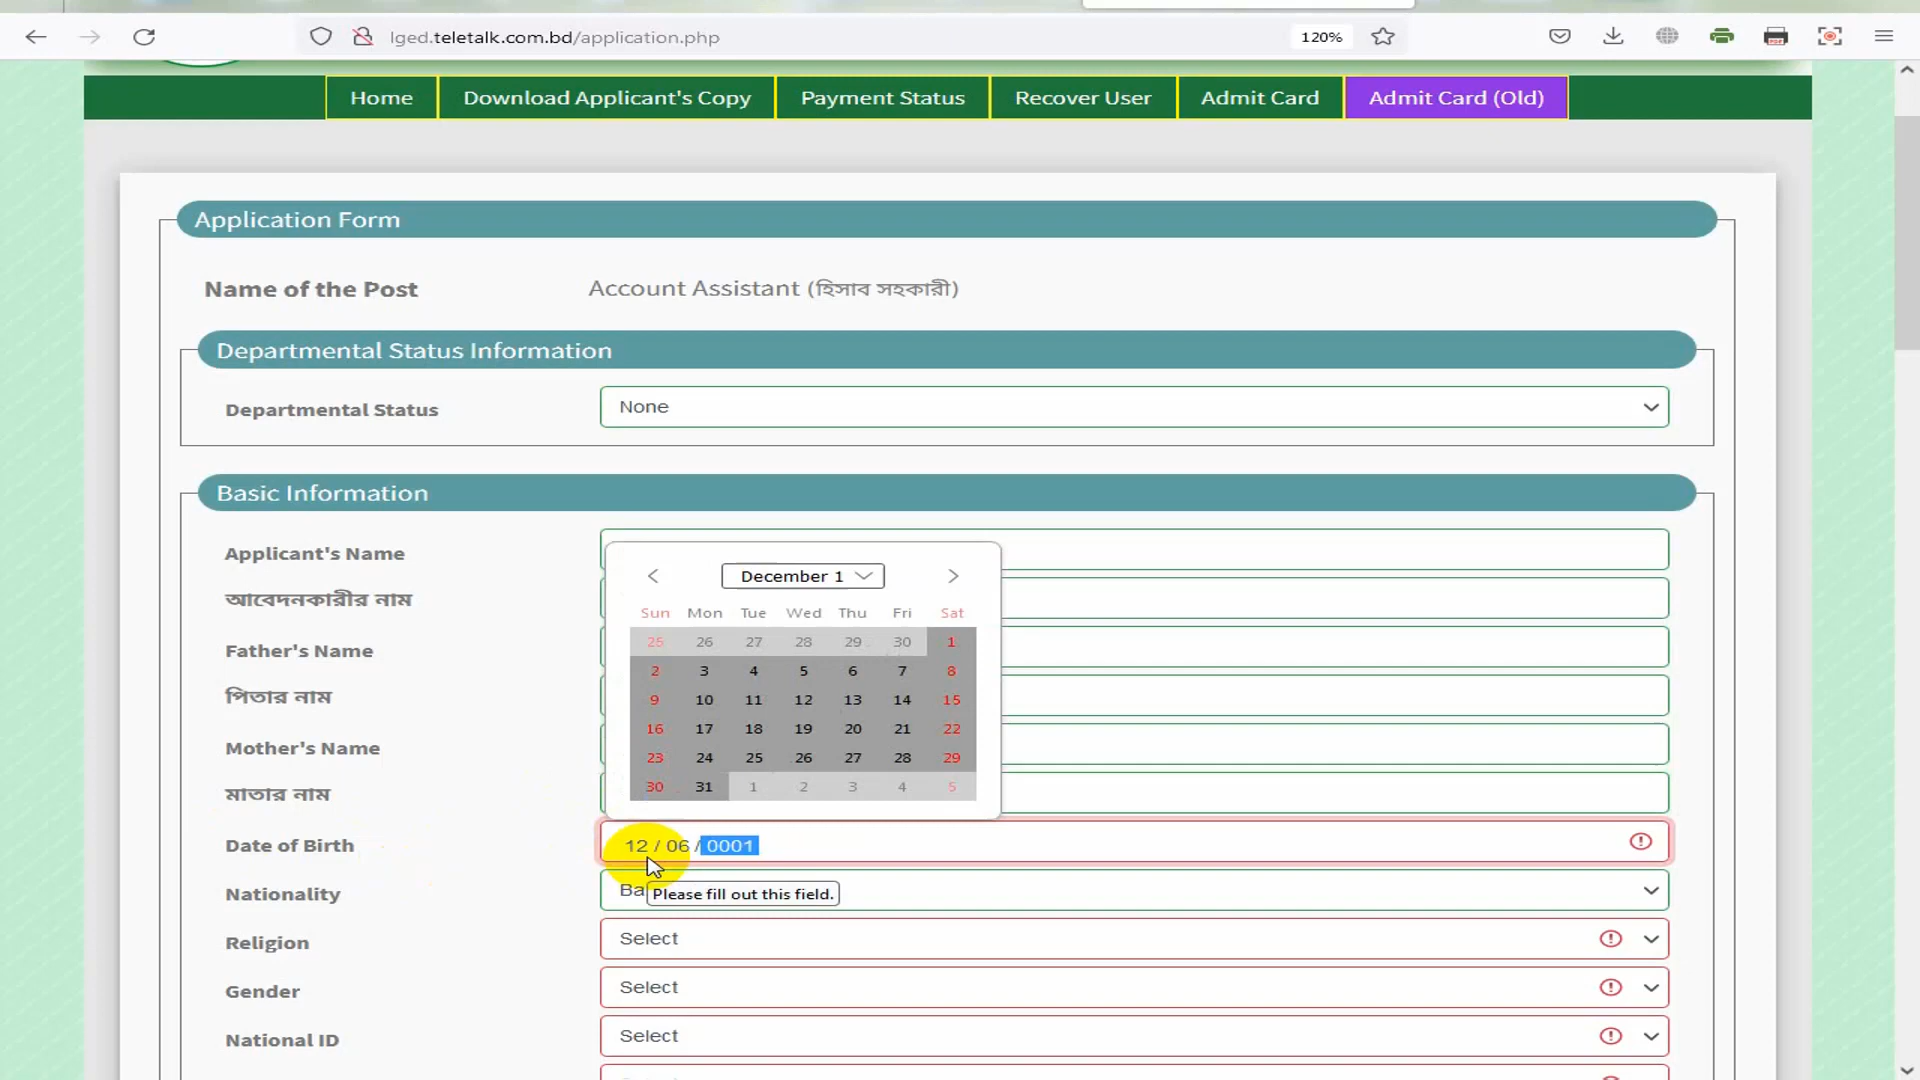 lged.teletalk.com.bd/application.php
120%
Home
Download Applicant's Copy
Payment Status
Recover User
Admit Card
Admit Card (Old)
Application Form
Name of the Post
Account Assistant (হিসাব সহকারী)
Departmental Status Information
Departmental Status
None
Basic Information
Applicant's Name
আবেদনকারীর নাম
Father's Name
পিতার নাম
Mother's Name
মাতার নাম
December 1
Sun Mon Tue Wed Thu Fri Sat
25 26 27 28 29 30 1
2 3 4 5 6 7 8
9 10 11 12 13 14 15
16 17 18 19 20 21 22
23 24 25 26 27 28 29
30 31 1 2 3 4 5
Date of Birth
12 / 06 / 0001
Nationality
Ba
Please fill out this field.
Religion
Select
Gender
Select
National ID
Select